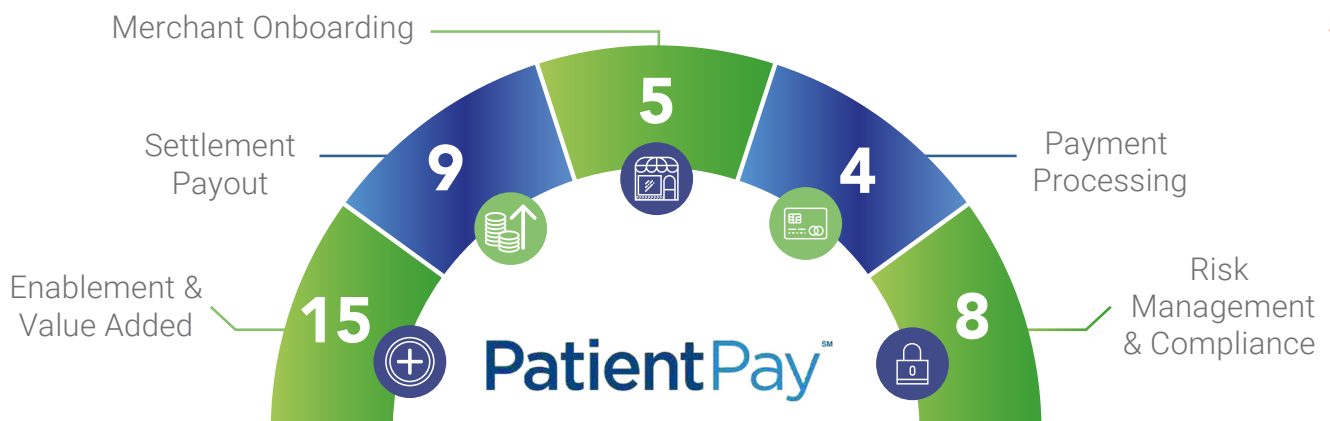 Merchant Onboarding
5
Settlement
Payout
9
4
Payment
Processing
Enablement &
Value Added
15
8
Risk
Management
& Compliance
PatientPay℠